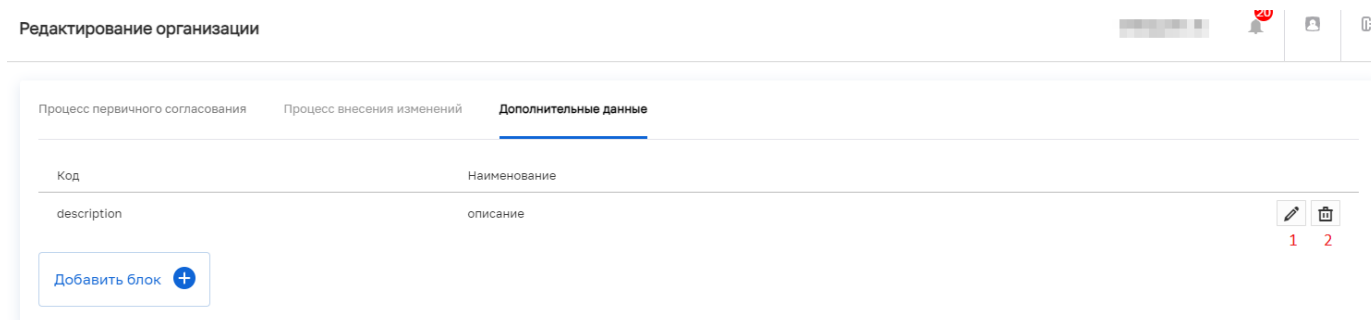 20
Редактирование организации
Процесс первичного согласования Процесс внесения изменений Дополнительные данные
Код Наименование
description описание
1 2
Добавить блок